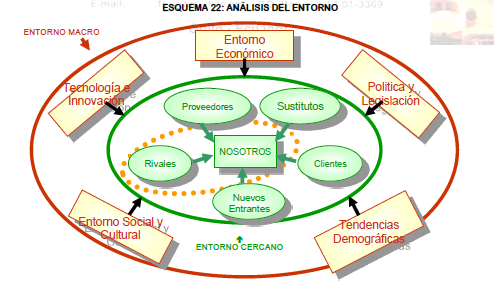 ESQUEMA 22: ANÁLISIS DEL ENTORNO
ENTORNO MACRO
Entorno
Económico
Tecnología e
Innovación
Politica y
Legislación
Proveedores
Sustitutos
NOSOTROS
Rivales
Clientes
Nuevos
Entrantes
Entorno Social y
Cultural
Tendencias
Demográficas
ENTORNO CERCANO